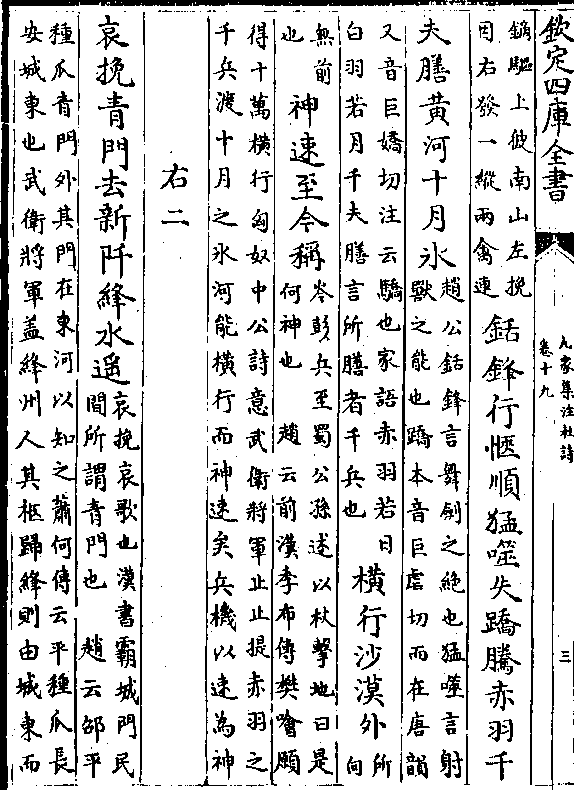 欽定四庫全書
九家集注杜詩
卷十九
三
鏑驅上彼南山左挽
因右發一縱兩禽連
銛鋒行愜順猛噬失蹻騰赤羽千
夫膳黄河十月氷
趙公銛鋒言舞劍之絶也猛噬言射
獸之能也蹻本音巨虐切而在唐韻
又音巨嬌切注云驕也家語赤羽若日
白羽若月千夫膳言所膳者千兵也
橫行沙漠外
所
向
無前
也
神速至今稱
岑彭兵至蜀公孫述以杖擊地曰是
何神也　趙云前漢李布傳樊噲願
得十萬橫行匈奴中公詩意武衛將軍止止提赤羽之
千兵渡十月之氷河能橫行而神速矣兵機以速為神
右二
哀挽青門去新阡絳水遥
哀挽哀歌也漢書霸城門民
間所謂青門也　趙云邵平
種瓜青門外其門在東河以知之蕭何傳云平種瓜長
安城東也武衛將軍盖絳州人其柩歸絳則由城東而